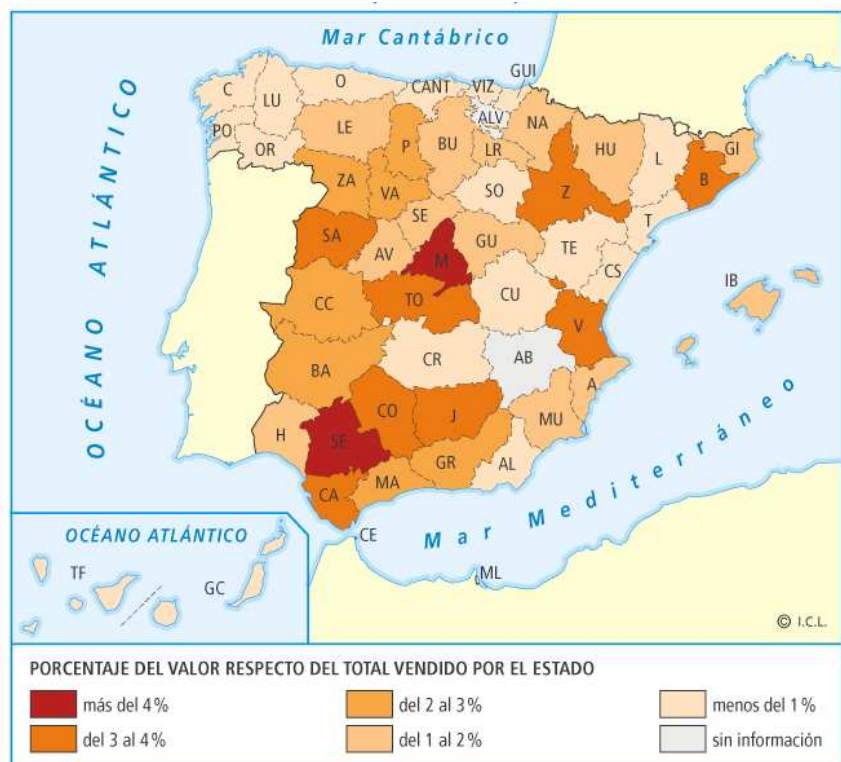 Mar Cantábrico
OCÉANO ATLÁNTICO
C
LU
O
CANT
VIZ
GUI
ALV
NA
PO
OR
LE
P
BU
LR
HU
L
GI
B
ZA
VA
SO
Z
T
SE
SA
AV
M
GU
TE
CS
IB
CC
TO
CU
V
BA
CR
AB
A
H
SE
CO
J
MU
GR
AL
CA
MA
CE
ML
Mar Mediterráneo
OCÉANO ATLÁNTICO
TF
GC
© I.C.L.
PORCENTAJE DEL VALOR RESPECTO DEL TOTAL VENDIDO POR EL ESTADO
más del 4 %
del 2 al 3 %
menos del 1 %
del 3 al 4 %
del 1 al 2 %
sin información